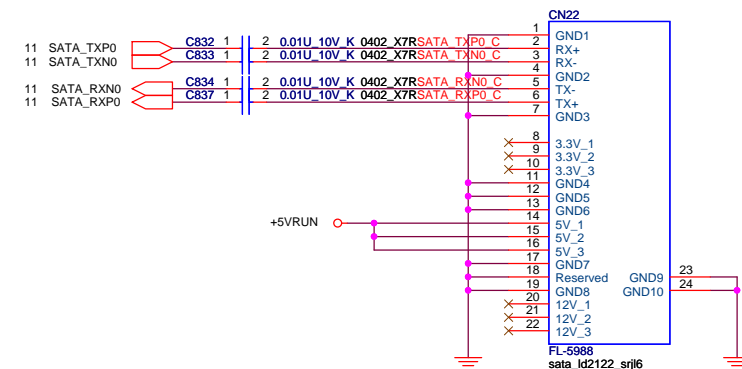 CN22
1 GND1
11 SATA_TXP0 C832 1 2 0.01U_10V_K 0402_X7R SATA_TXP0_C 2 RX+
11 SATA_TXN0 C833 1 2 0.01U_10V_K 0402_X7R SATA_TXN0_C 3 RX-
4 GND2
11 SATA_RXN0 C834 1 2 0.01U_10V_K 0402_X7R SATA_RXN0_C 5 TX-
11 SATA_RXP0 C837 1 2 0.01U_10V_K 0402_X7R SATA_RXP0_C 6 TX+
7 GND3
8 3.3V_1
9 3.3V_2
10 3.3V_3
11 GND4
12 GND5
13 GND6
+5VRUN 14 5V_1
15 5V_2
16 5V_3
17 GND7
18 Reserved GND9 23
19 GND8 GND10 24
20 12V_1
21 12V_2
22 12V_3
FL-5988
sata_ld2122_srjl6